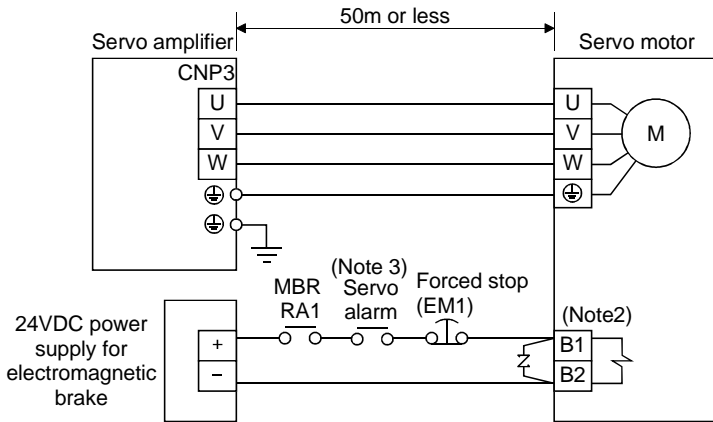 50m or less
Servo amplifier
Servo motor
CNP3
U
V
W
U
V
W
M
24VDC power
supply for
electromagnetic
brake
+
−
MBR
RA1
(Note 3)
Servo
alarm
Forced stop
(EM1)
(Note2)
B1
B2